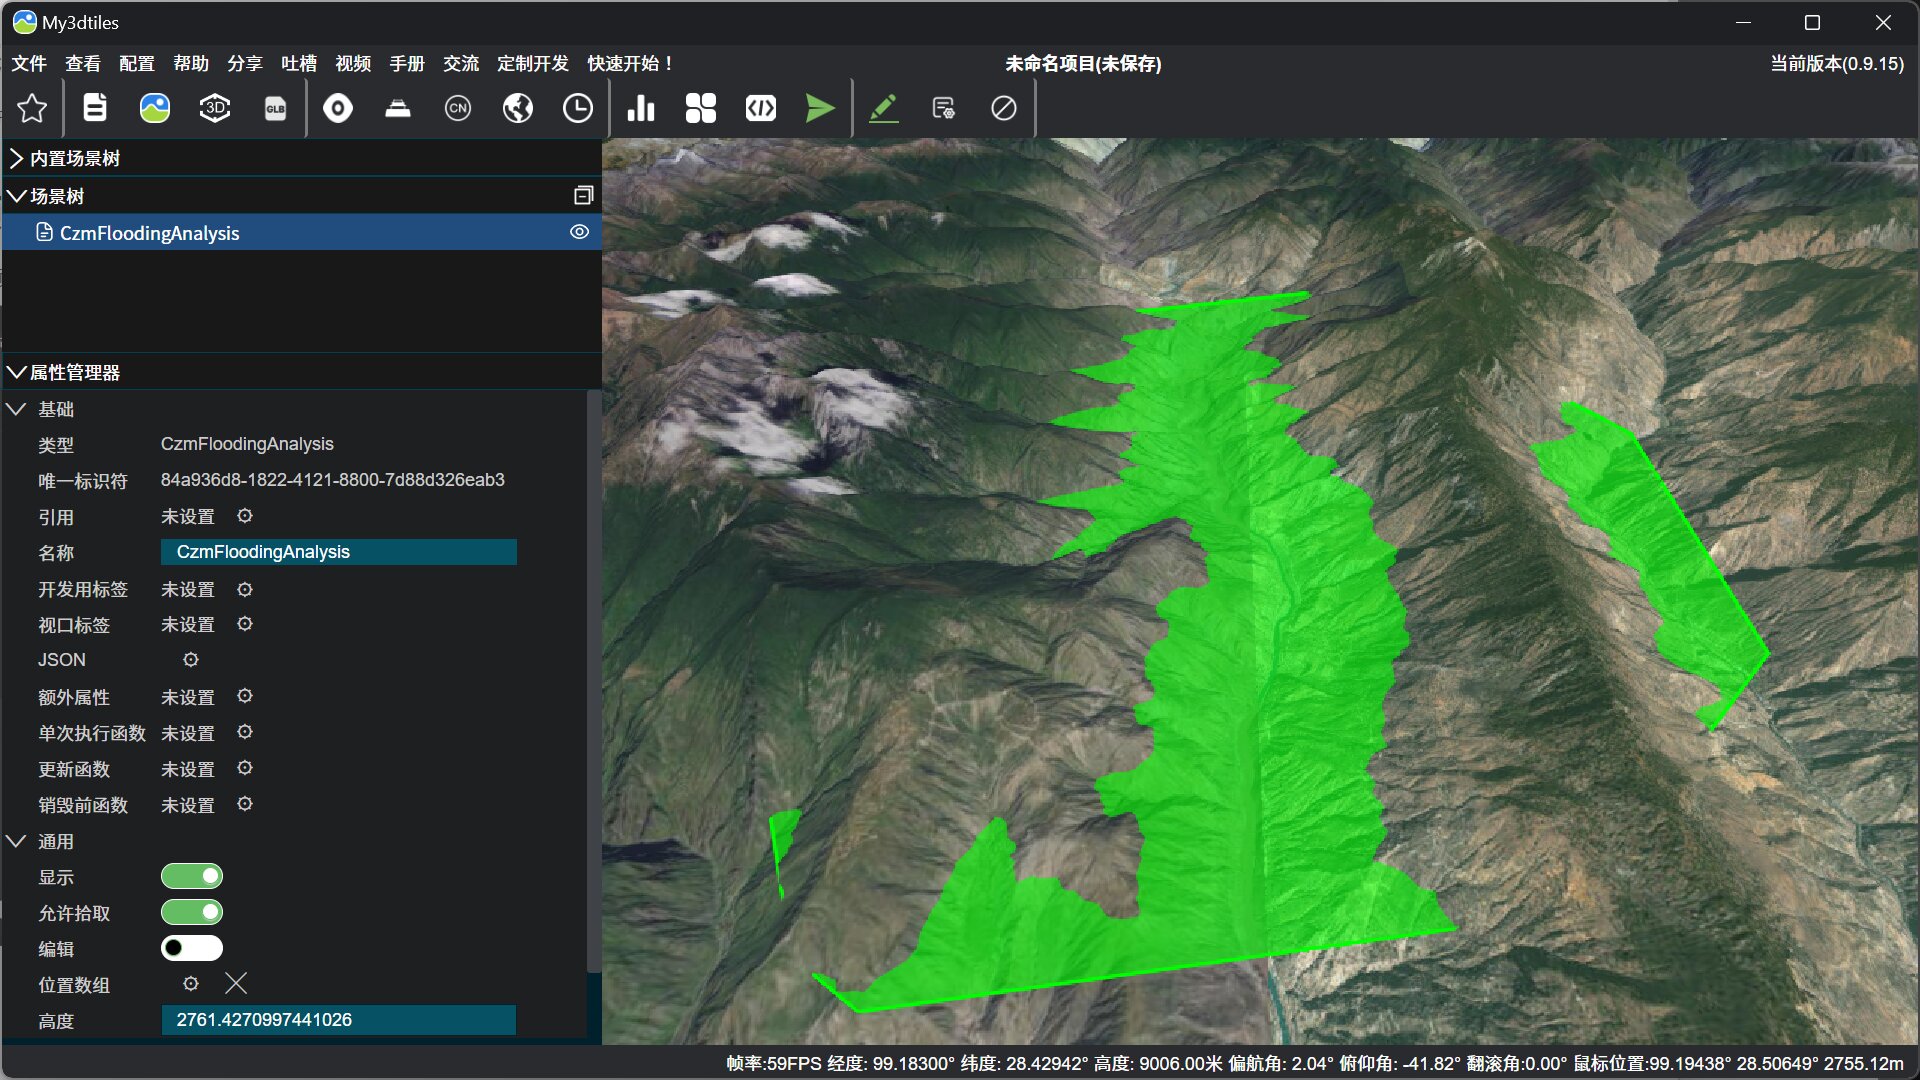 My3dtiles
文件 查看 配置 帮助 分享 吐槽 视频 手册 交流 定制开发 快速开始！ 未命名项目(未保存) 当前版本(0.9.15)
3D GLB CN
内置场景树
场景树
CzmFloodingAnalysis
属性管理器
基础
类型 CzmFloodingAnalysis
唯一标识符 84a936d8-1822-4121-8800-7d88d326eab3
引用 未设置
名称 CzmFloodingAnalysis
开发用标签 未设置
视口标签 未设置
JSON
额外属性 未设置
单次执行函数 未设置
更新函数 未设置
销毁前函数 未设置
通用
显示
允许拾取
编辑
位置数组
高度 2761.4270997441026
帧率:59FPS 经度: 99.18300° 纬度: 28.42942° 高度: 9006.00米 偏航角: 2.04° 俯仰角: -41.82° 翻滚角:0.00° 鼠标位置:99.19438° 28.50649° 2755.12m